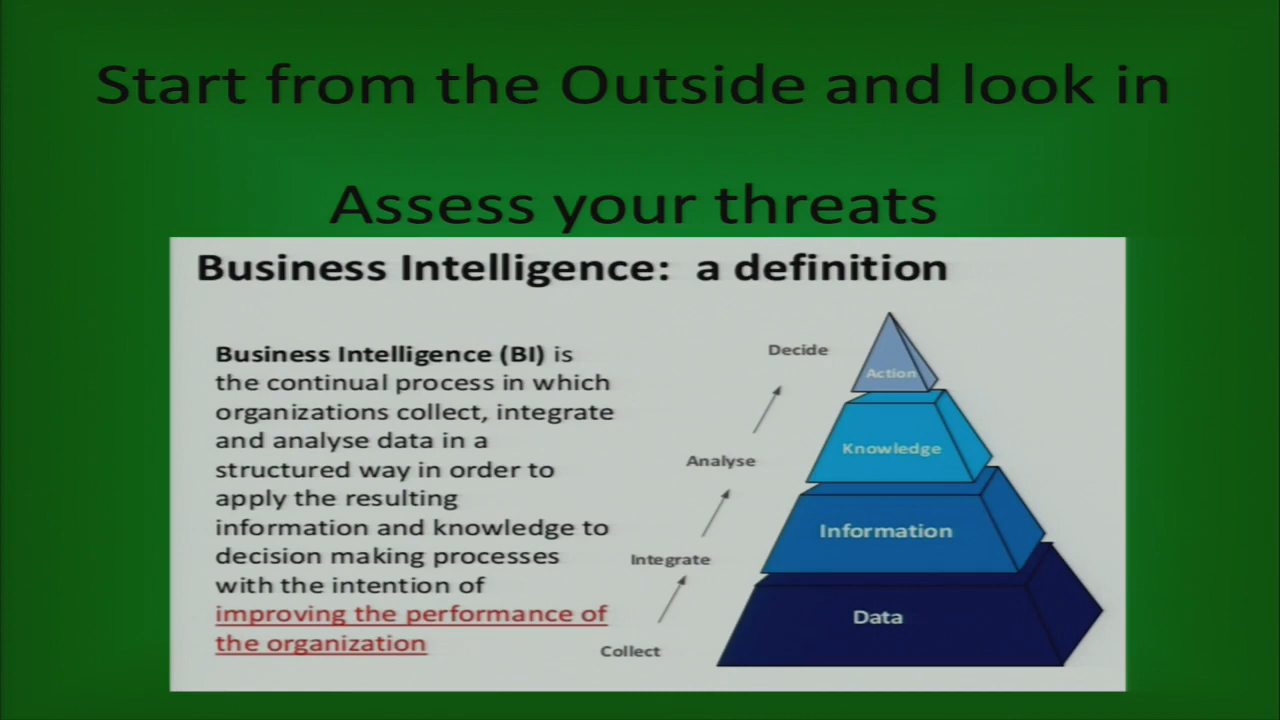 Start from the Outside and look in
Assess your threats
Business Intelligence: a definition
Business Intelligence (BI) is
the continual process in which
organizations collect, integrate
and analyse data in a
structured way in order to
apply the resulting
information and knowledge to
decision making processes
with the intention of
improving the performance of
the organization
Decide
Analyse
Integrate
Collect
Action
Knowledge
Information
Data